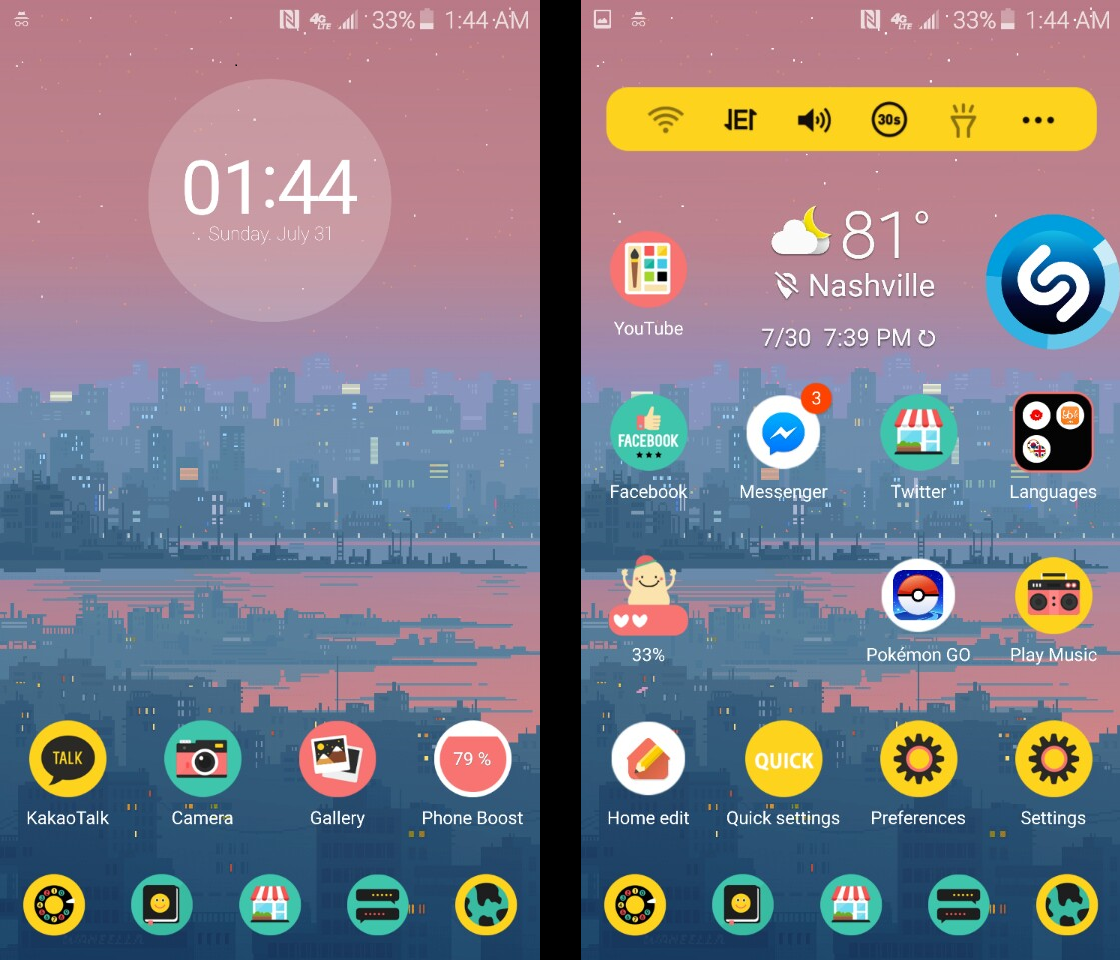 4G LTE 33% 1:44 AM
01:44
Sunday, July 31
TALK
79 %
KakaoTalk Camera Gallery Phone Boost
4G LTE 33% 1:44 AM
30s
81°
Nashville
YouTube
7/30 7:39 PM
FACEBOOK
3
Facebook Messenger Twitter Languages
33% Pokémon GO Play Music
QUICK
Home edit Quick settings Preferences Settings